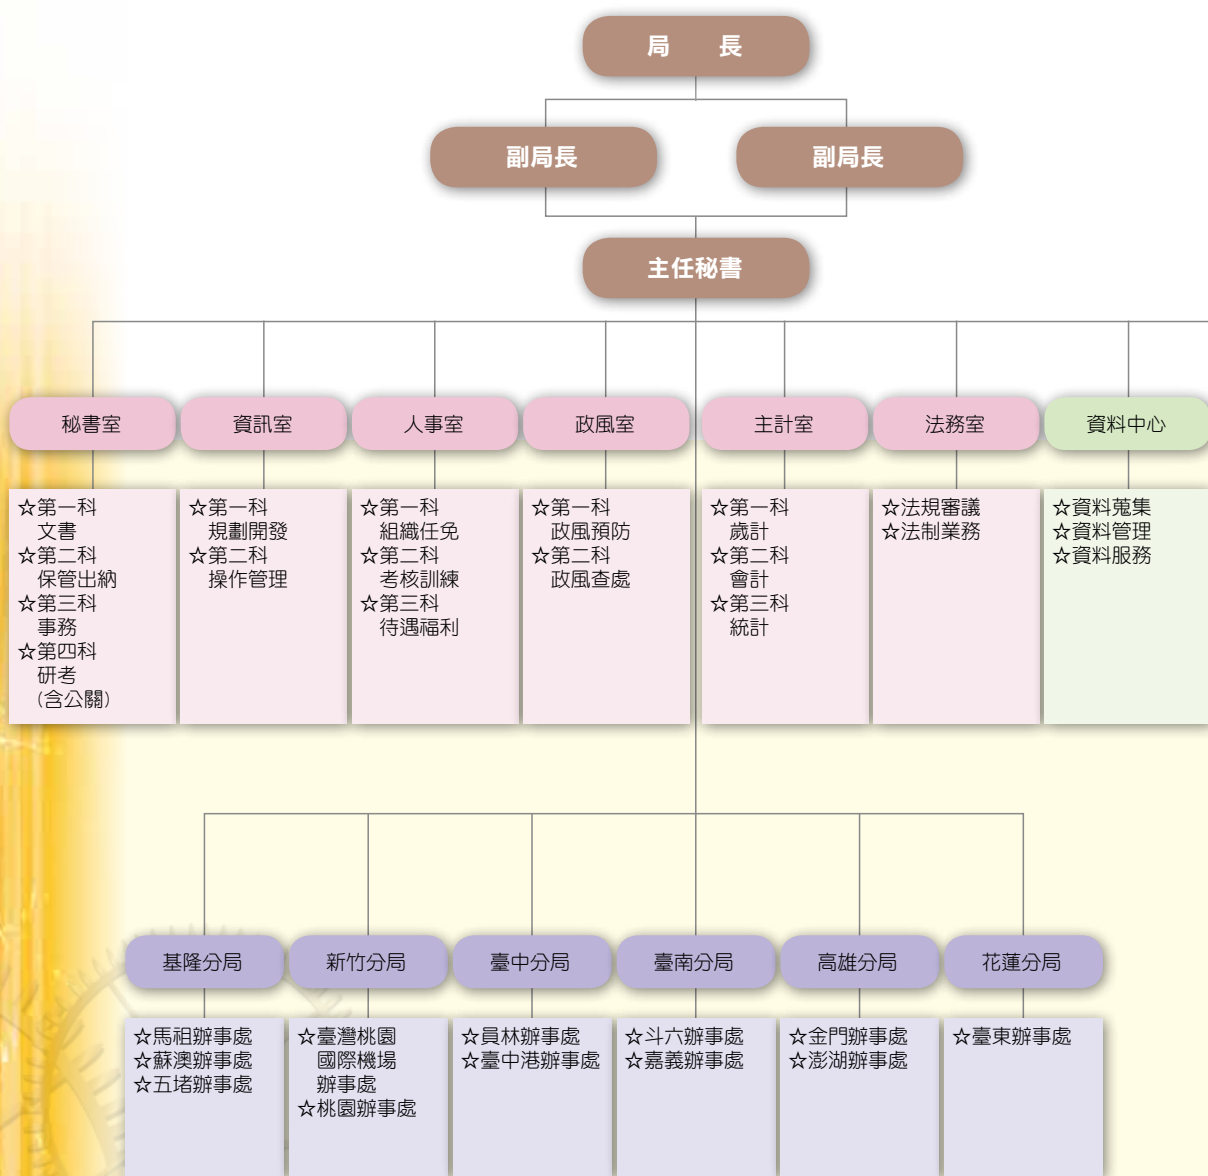 局　　長
副局長
副局長
主任秘書
秘書室
☆第一科
文書
☆第二科
保管出納
☆第三科
事務
☆第四科
研考
(含公關)
資訊室
☆第一科
規劃開發
☆第二科
操作管理
人事室
☆第一科
組織任免
☆第二科
考核訓練
☆第三科
待遇福利
政風室
☆第一科
政風預防
☆第二科
政風查處
主計室
☆第一科
歲計
☆第二科
會計
☆第三科
統計
法務室
☆法規審議
☆法制業務
資料中心
☆資料蒐集
☆資料管理
☆資料服務
基隆分局
☆馬祖辦事處
☆蘇澳辦事處
☆五堵辦事處
新竹分局
☆臺灣桃園
國際機場
辦事處
☆桃園辦事處
臺中分局
☆員林辦事處
☆臺中港辦事處
臺南分局
☆斗六辦事處
☆嘉義辦事處
高雄分局
☆金門辦事處
☆澎湖辦事處
花蓮分局
☆臺東辦事處